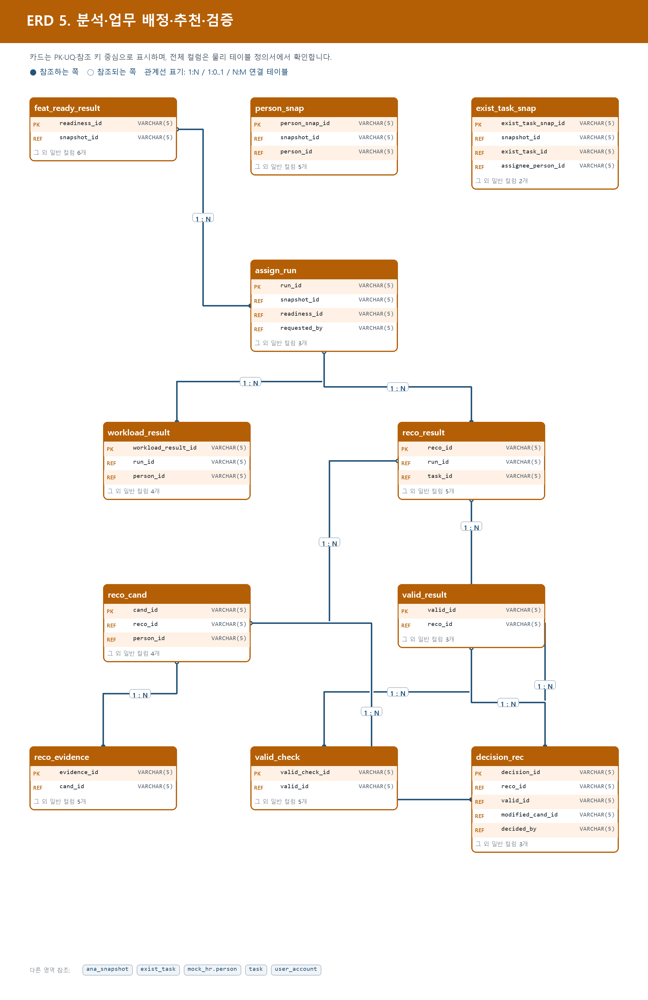 ERD 5. 분석·업무 배정·추천·검증
카드는 PK·UQ·참조 키 중심으로 표시하며, 전체 컬럼은 물리 테이블 정의서에서 확인합니다.
● 참조하는 쪽 ○ 참조되는 쪽 관계선 표기: 1:N / 1:0..1 / N:M 연결 테이블
feat_ready_result
PK readiness_id VARCHAR(5)
REF snapshot_id VARCHAR(5)
그 외 일반 컬럼 6개
person_snap
PK person_snap_id VARCHAR(5)
REF snapshot_id VARCHAR(5)
REF person_id VARCHAR(5)
그 외 일반 컬럼 5개
exist_task_snap
PK exist_task_snap_id VARCHAR(5)
REF snapshot_id VARCHAR(5)
REF exist_task_id VARCHAR(5)
REF assignee_person_id VARCHAR(5)
그 외 일반 컬럼 2개
1 : N
assign_run
PK run_id VARCHAR(5)
REF snapshot_id VARCHAR(5)
REF readiness_id VARCHAR(5)
REF requested_by VARCHAR(5)
그 외 일반 컬럼 3개
1 : N
1 : N
workload_result
PK workload_result_id VARCHAR(5)
REF run_id VARCHAR(5)
REF person_id VARCHAR(5)
그 외 일반 컬럼 4개
reco_result
PK reco_id VARCHAR(5)
REF run_id VARCHAR(5)
REF task_id VARCHAR(5)
그 외 일반 컬럼 5개
1 : N
1 : N
reco_cand
PK cand_id VARCHAR(5)
REF reco_id VARCHAR(5)
REF person_id VARCHAR(5)
그 외 일반 컬럼 4개
valid_result
PK valid_id VARCHAR(5)
REF reco_id VARCHAR(5)
그 외 일반 컬럼 3개
1 : N
1 : N
1 : N
1 : N
1 : N
reco_evidence
PK evidence_id VARCHAR(5)
REF cand_id VARCHAR(5)
그 외 일반 컬럼 5개
valid_check
PK valid_check_id VARCHAR(5)
REF valid_id VARCHAR(5)
그 외 일반 컬럼 5개
decision_rec
PK decision_id VARCHAR(5)
REF reco_id VARCHAR(5)
REF valid_id VARCHAR(5)
REF modified_cand_id VARCHAR(5)
REF decided_by VARCHAR(5)
그 외 일반 컬럼 3개
다른 영역 참조: ana_snapshot exist_task mock_hr.person task user_account